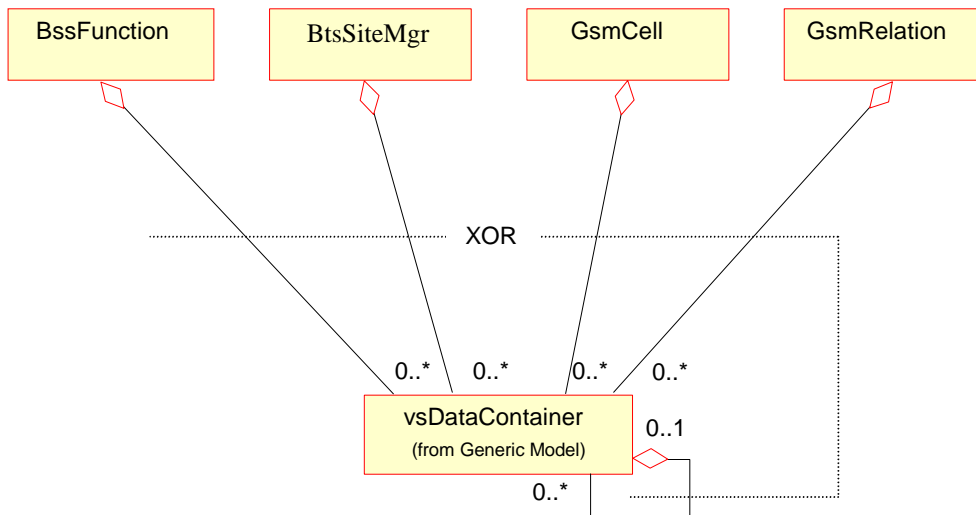 BssFunction
BtsSiteMgr
GsmCell
GsmRelation
XOR
0..*
0..*
0..*
0..*
vsDataContainer
(from Generic Model)
0..1
0..*